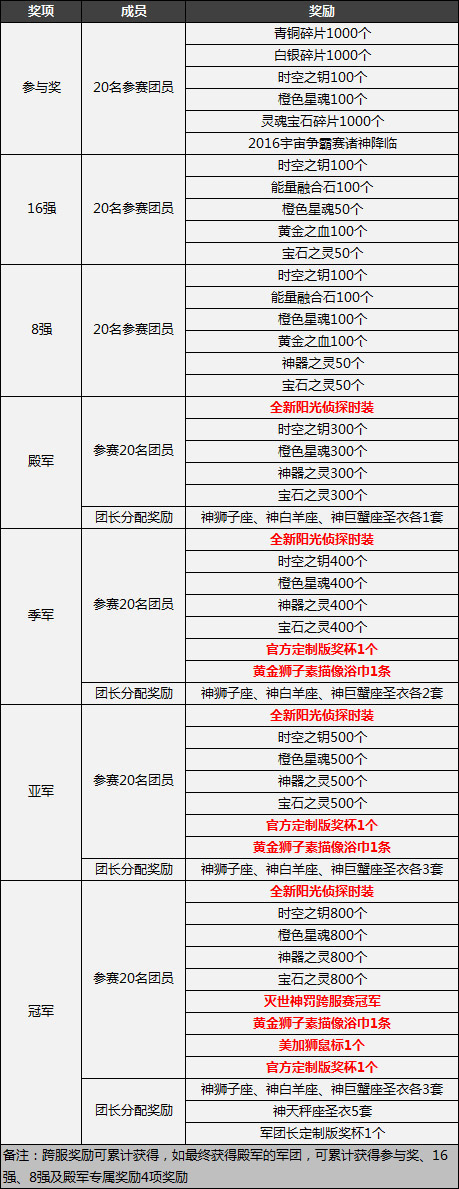 奖项 成员 奖励
青铜碎片1000个
白银碎片1000个
时空之钥100个
参与奖 20名参赛团员
橙色星魂100个
灵魂宝石碎片1000个
2016宇宙争霸赛诸神降临
时空之钥100个
能量融合石100个
16强 20名参赛团员 橙色星魂50个
黄金之血100个
宝石之灵50个
时空之钥100个
能量融合石100个
橙色星魂100个
8强 20名参赛团员
黄金之血100个
神器之灵50个
宝石之灵50个
全新阳光侦探时装
时空之钥300个
殿军 参赛20名团员 橙色星魂300个
神器之灵300个
宝石之灵300个
团长分配奖励 神狮子座、神白羊座、神巨蟹座圣衣各1套
全新阳光侦探时装
时空之钥400个
橙色星魂400个
季军 参赛20名团员 神器之灵400个
宝石之灵400个
官方定制版奖杯1个
黄金狮子素描像浴巾1条
团长分配奖励 神狮子座、神白羊座、神巨蟹座圣衣各2套
全新阳光侦探时装
时空之钥500个
橙色星魂500个
亚军 参赛20名团员 神器之灵500个
宝石之灵500个
官方定制版奖杯1个
黄金狮子素描像浴巾1条
团长分配奖励 神狮子座、神白羊座、神巨蟹座圣衣各3套
全新阳光侦探时装
时空之钥800个
橙色星魂800个
神器之灵800个
冠军 参赛20名团员 宝石之灵800个
灭世神罚跨服赛冠军
黄金狮子素描像浴巾1条
美加狮鼠标1个
官方定制版奖杯1个
神狮子座、神白羊座、神巨蟹座圣衣各3套
团长分配奖励 神天秤座圣衣5套
军团长定制版奖杯1个
备注：跨服奖励可累计获得，如最终获得殿军的军团，可累计获得参与奖、16
强、8强及殿军专属奖励4项奖励